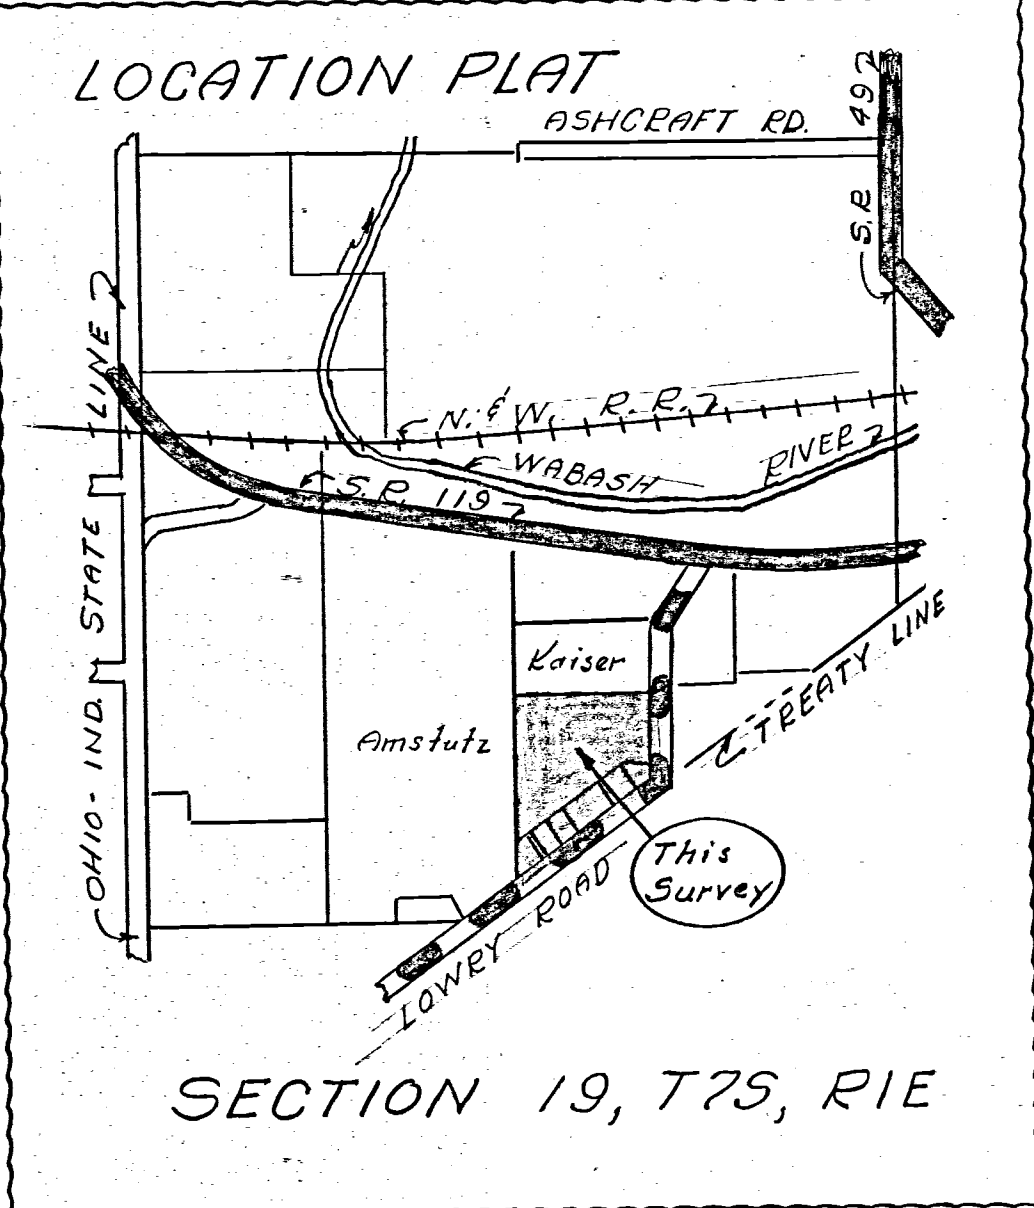 LOCATION PLAT
ASHCRAFT RD.
S.R 49
OHIO - IND. STATE LINE
N. & W. R.R.
WABASH RIVER
S.R. 119
Kaiser
Amstutz
TREATY LINE
This
Survey
LOWRY ROAD
SECTION 19, T7S, R1E